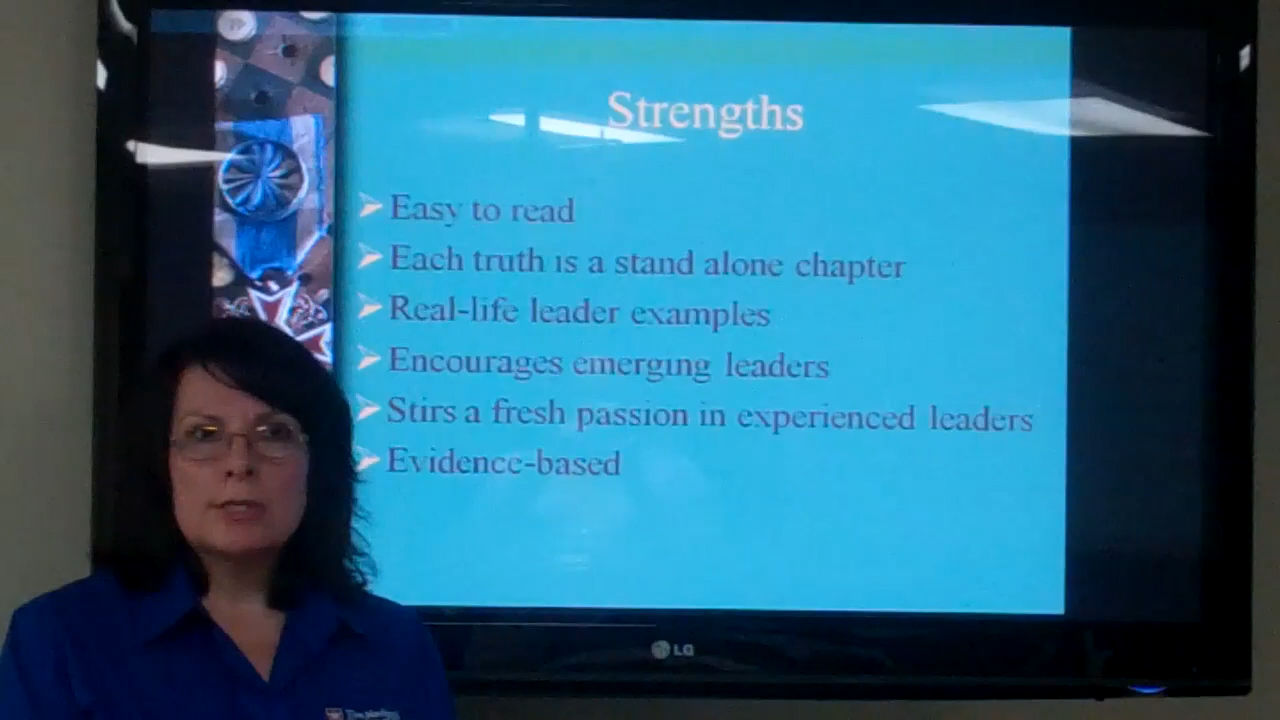 Strengths
Easy to read
Each truth is a stand alone chapter
Real-life leader examples
Encourages emerging leaders
Stirs a fresh passion in experienced leaders
Evidence-based
LG